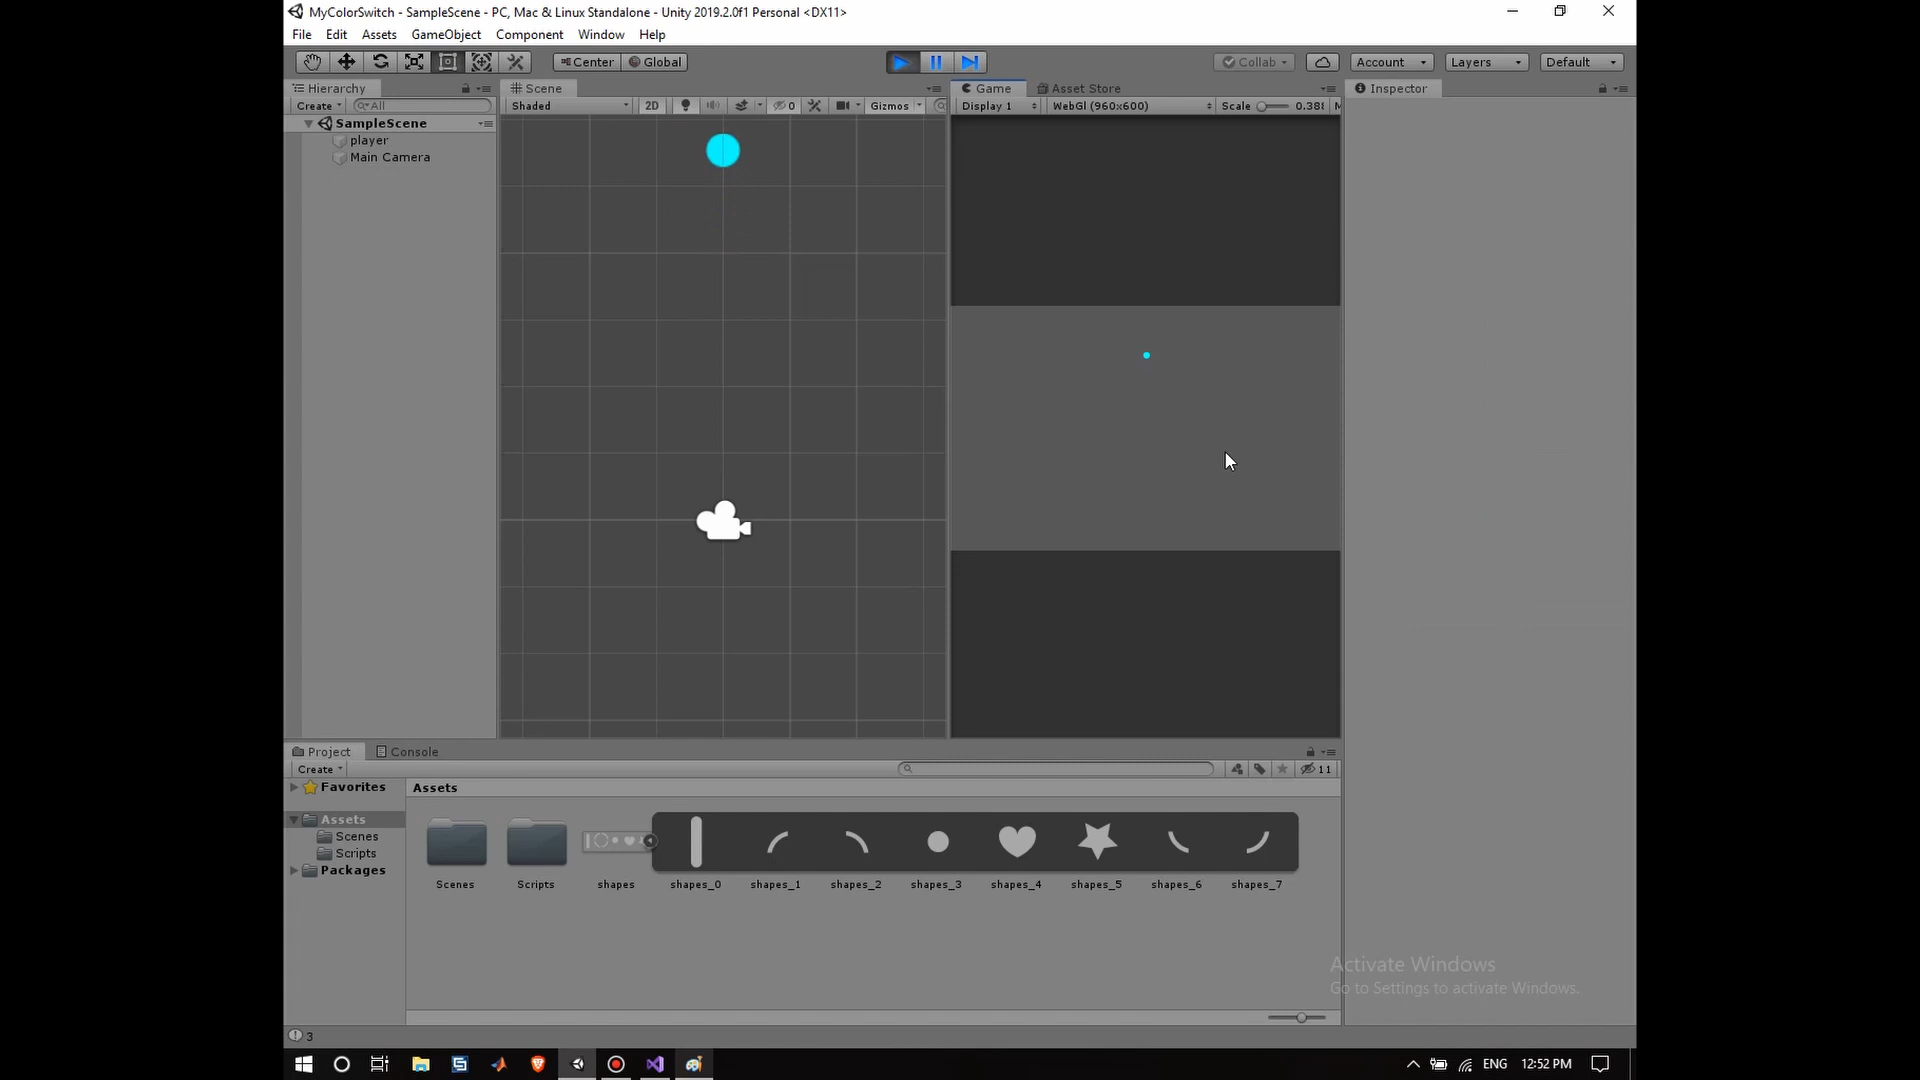 MyColorSwitch - SampleScene - PC, Mac & Linux Standalone - Unity 2019.2.0f1 Personal <DX11>
File Edit Assets GameObject Component Window Help
Center Global Collab Account Layers Default
Hierarchy Scene Game Asset Store Inspector
Create All Shaded 2D 0 Gizmos Display 1 WebGl (960x600) Scale 0.388 M
SampleScene
player
Main Camera
Project Console
Create 11
Favorites Assets
Assets
Scenes
Scripts
Packages
Scenes Scripts shapes shapes_0 shapes_1 shapes_2 shapes_3 shapes_4 shapes_5 shapes_6 shapes_7
Activate Windows
Go to Settings to activate Windows.
3
ENG 12:52 PM